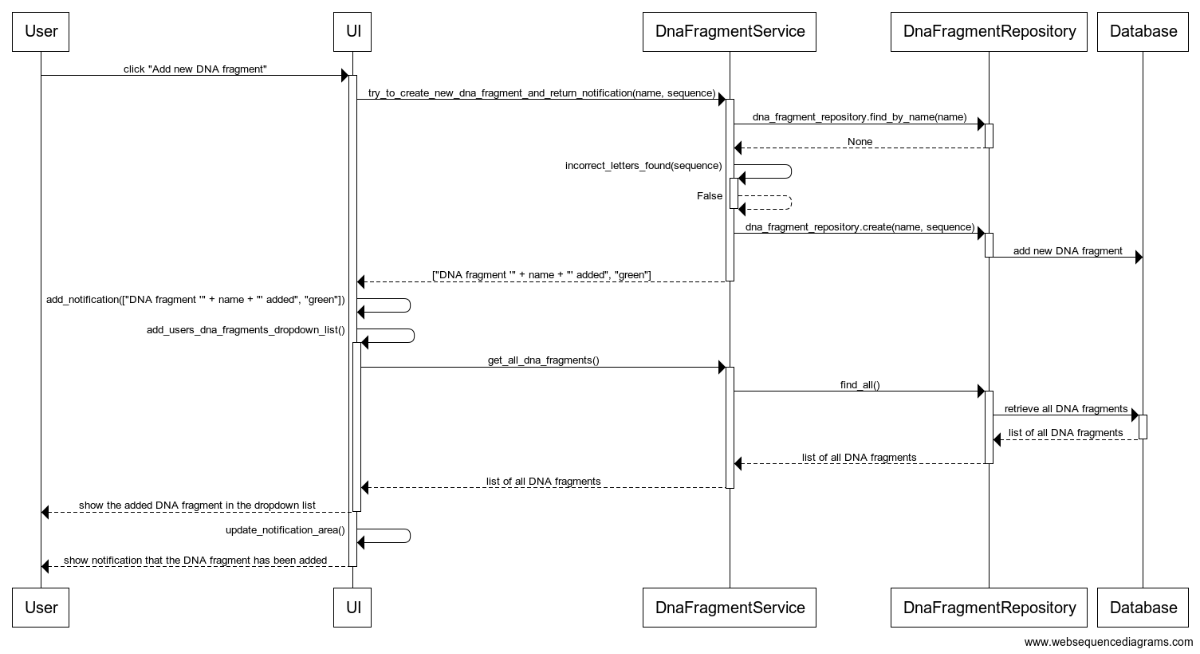 User
UI
DnaFragmentService
DnaFragmentRepository
Database
click "Add new DNA fragment"
try_to_create_new_dna_fragment_and_return_notification(name, sequence)
dna_fragment_repository.find_by_name(name)
None
incorrect_letters_found(sequence)
False
dna_fragment_repository.create(name, sequence)
add new DNA fragment
["DNA fragment '" + name + "' added", "green"]
add_notification(["DNA fragment '" + name + "' added", "green"])
add_users_dna_fragments_dropdown_list()
get_all_dna_fragments()
find_all()
retrieve all DNA fragments
list of all DNA fragments
list of all DNA fragments
list of all DNA fragments
show the added DNA fragment in the dropdown list
update_notification_area()
show notification that the DNA fragment has been added
User
UI
DnaFragmentService
DnaFragmentRepository
Database
www.websequencediagrams.com